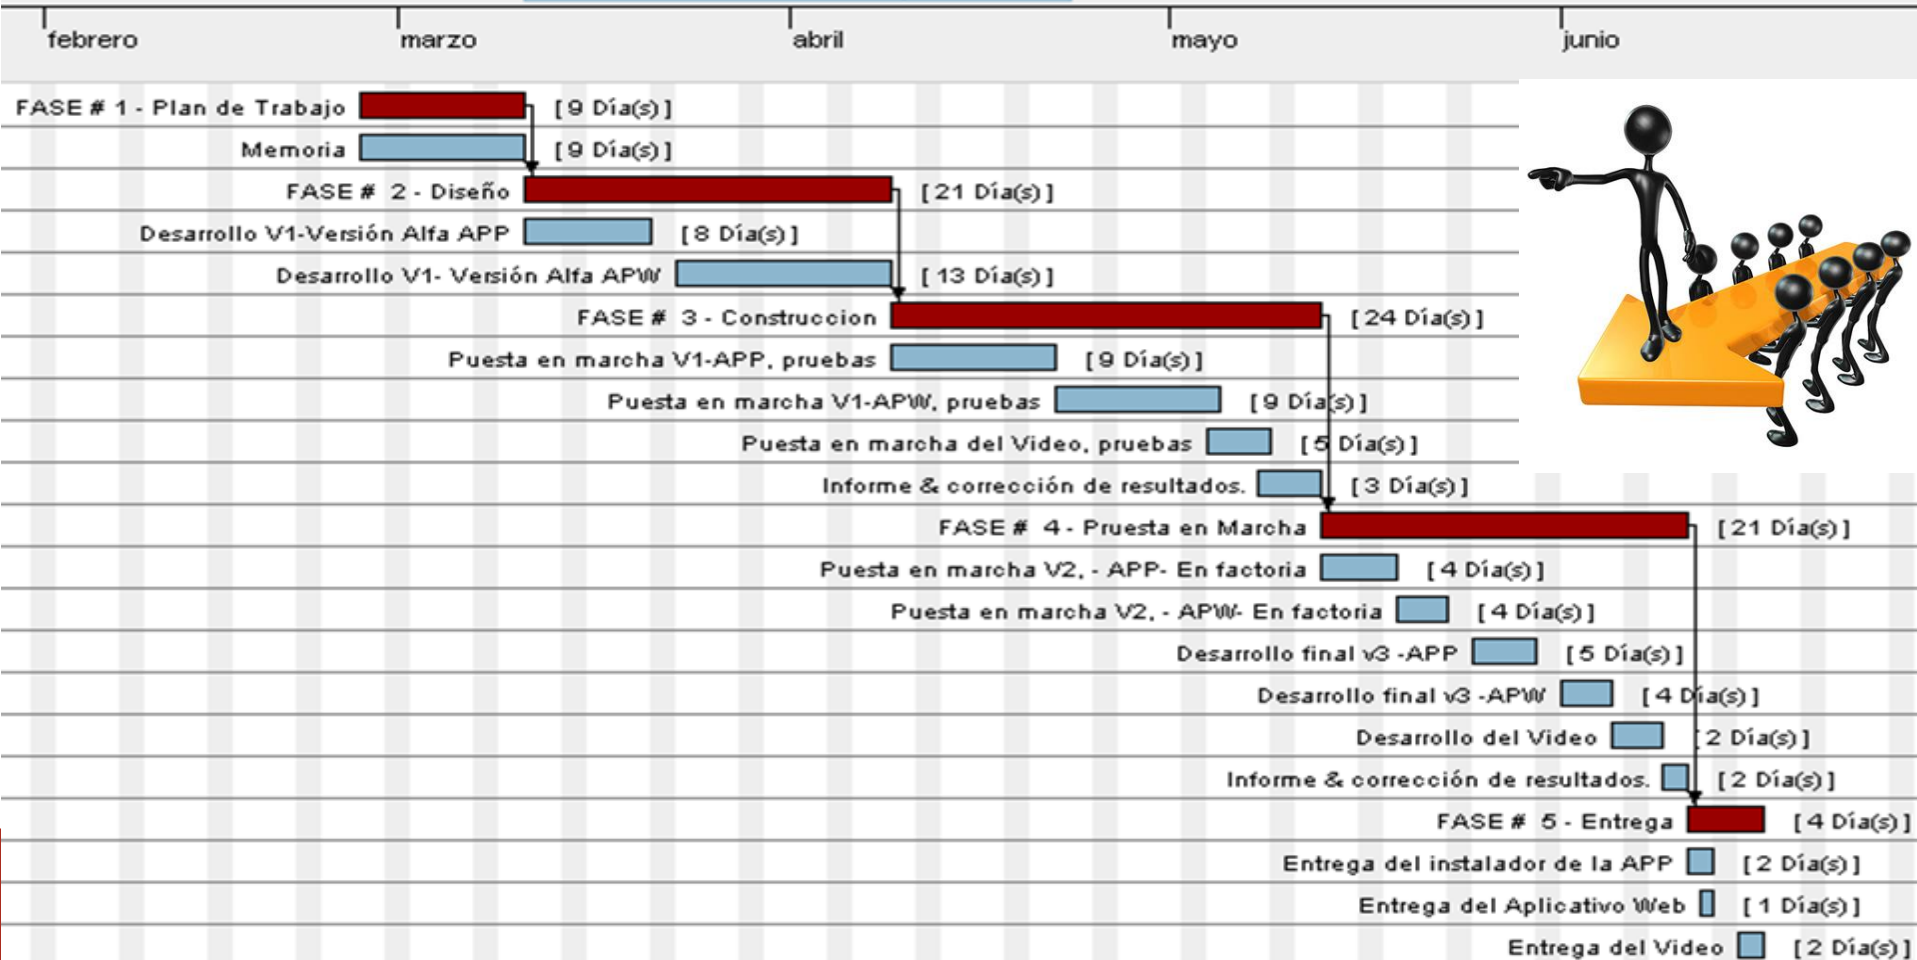 febrero marzo abril mayo junio
FASE # 1 - Plan de Trabajo [ 9 Día(s) ]
Memoria [ 9 Día(s) ]
FASE # 2 - Diseño [ 21 Día(s) ]
Desarrollo V1-Versión Alfa APP [ 8 Día(s) ]
Desarrollo V1- Versión Alfa APW [ 13 Día(s) ]
FASE # 3 - Construccion [ 24 Día(s) ]
Puesta en marcha V1-APP, pruebas [ 9 Día(s) ]
Puesta en marcha V1-APW, pruebas [ 9 Día(s) ]
Puesta en marcha del Video, pruebas [ 5 Día(s) ]
Informe & corrección de resultados. [ 3 Día(s) ]
FASE # 4 - Pruesta en Marcha [ 21 Día(s) ]
Puesta en marcha V2, - APP- En factoria [ 4 Día(s) ]
Puesta en marcha V2, - APW- En factoria [ 4 Día(s) ]
Desarrollo final v3 -APP [ 5 Día(s) ]
Desarrollo final v3 -APW [ 4 Día(s) ]
Desarrollo del Video [ 2 Día(s) ]
Informe & corrección de resultados. [ 2 Día(s) ]
FASE # 5 - Entrega [ 4 Día(s) ]
Entrega del instalador de la APP [ 2 Día(s) ]
Entrega del Aplicativo Web [ 1 Día(s) ]
Entrega del Video [ 2 Día(s) ]